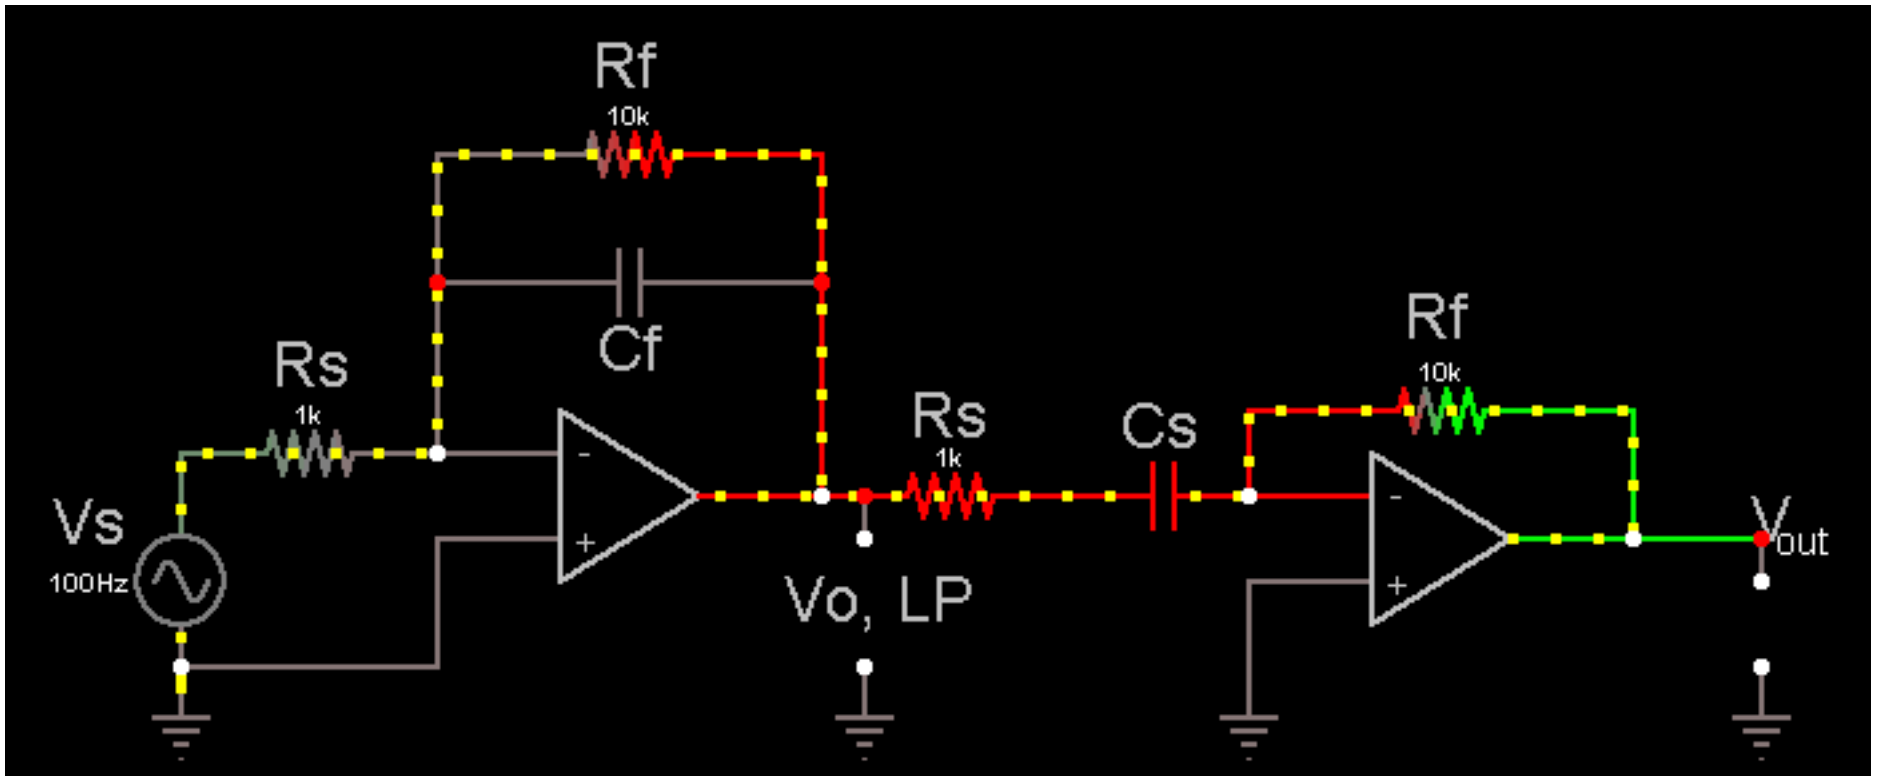 Rf
10k
Cf
Rs
1k
Vs
100Hz
-
+
Vo, LP
Rs
1k
Cs
Rf
10k
-
+
Vout